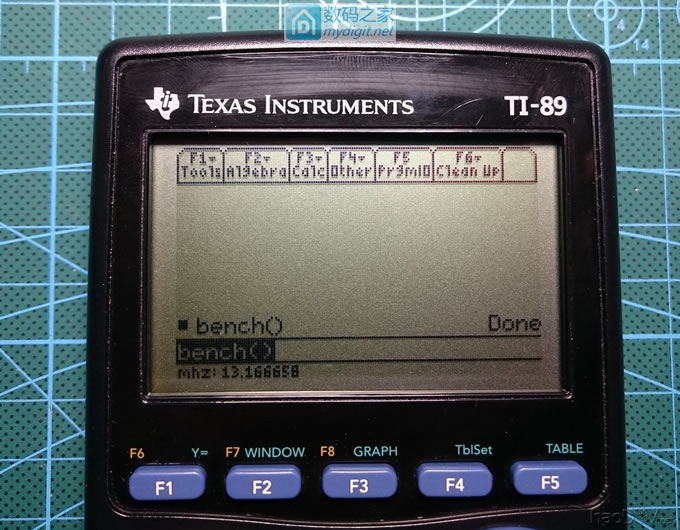 数码之家
mydigit.net
4
14
TEXAS INSTRUMENTS
TI-89
F1 F2 F3 F4 F5 F6
Tools Algebra Calc Other PrgmIO Clean Up
bench() Done
bench()
mhz: 13.166658
F6 Y= F7 WINDOW F8 GRAPH TblSet TABLE
F1 F2 F3 F4 F5